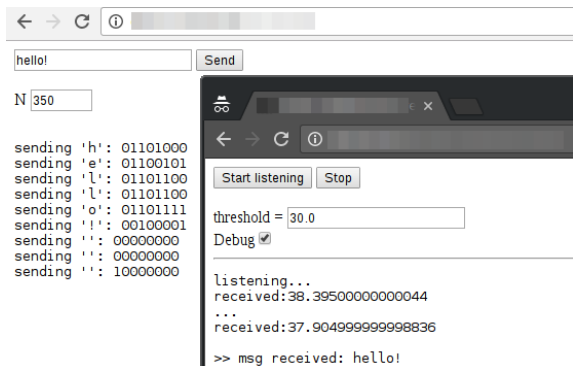 hello! Send
N 350
sending 'h': 01101000
sending 'e': 01100101
sending 'l': 01101100
sending 'l': 01101100
sending 'o': 01101111
sending '!': 00100001
sending '': 00000000
sending '': 00000000
sending '': 10000000
Start listening Stop
threshold = 30.0
Debug
listening...
received:38.39500000000044
...
received:37.904999999998836
>> msg received: hello!